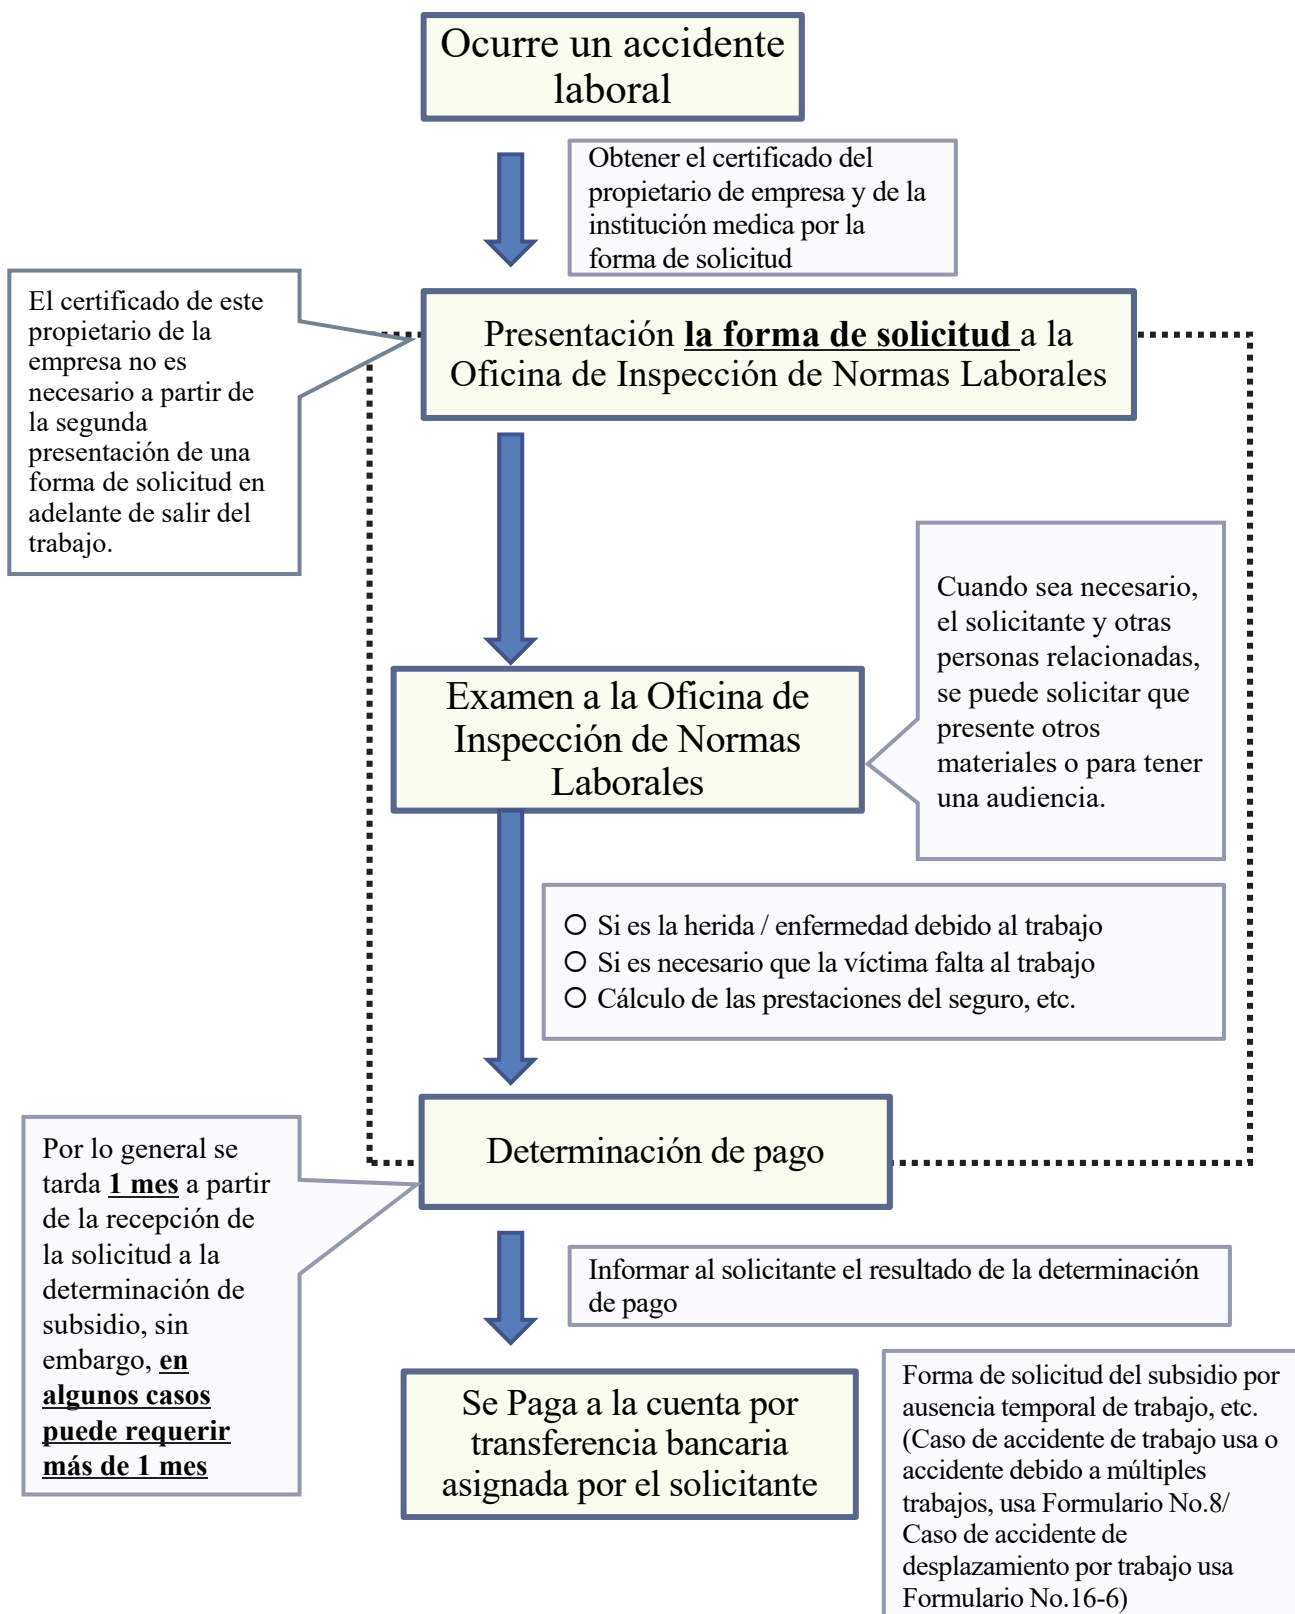 Ocurre un accidente
laboral
Obtener el certificado del
propietario de empresa y de la
institución medica por la
forma de solicitud
El certificado de este
propietario de la
empresa no es
necesario a partir de
la segunda
presentación de una
forma de solicitud en
adelante de salir del
trabajo.
Presentación la forma de solicitud a la
Oficina de Inspección de Normas Laborales
Cuando sea necesario,
el solicitante y otras
personas relacionadas,
se puede solicitar que
presente otros
materiales o para tener
una audiencia.
Examen a la Oficina de
Inspección de Normas
Laborales
○ Si es la herida / enfermedad debido al trabajo
○ Si es necesario que la víctima falta al trabajo
○ Cálculo de las prestaciones del seguro, etc.
Determinación de pago
Por lo general se
tarda 1 mes a partir
de la recepción de
la solicitud a la
determinación de
subsidio, sin
embargo, en
algunos casos
puede requerir
más de 1 mes
Informar al solicitante el resultado de la determinación
de pago
Se Paga a la cuenta por
transferencia bancaria
asignada por el solicitante
Forma de solicitud del subsidio por
ausencia temporal de trabajo, etc.
(Caso de accidente de trabajo usa o
accidente debido a múltiples
trabajos, usa Formulario No.8/
Caso de accidente de
desplazamiento por trabajo usa
Formulario No.16-6)